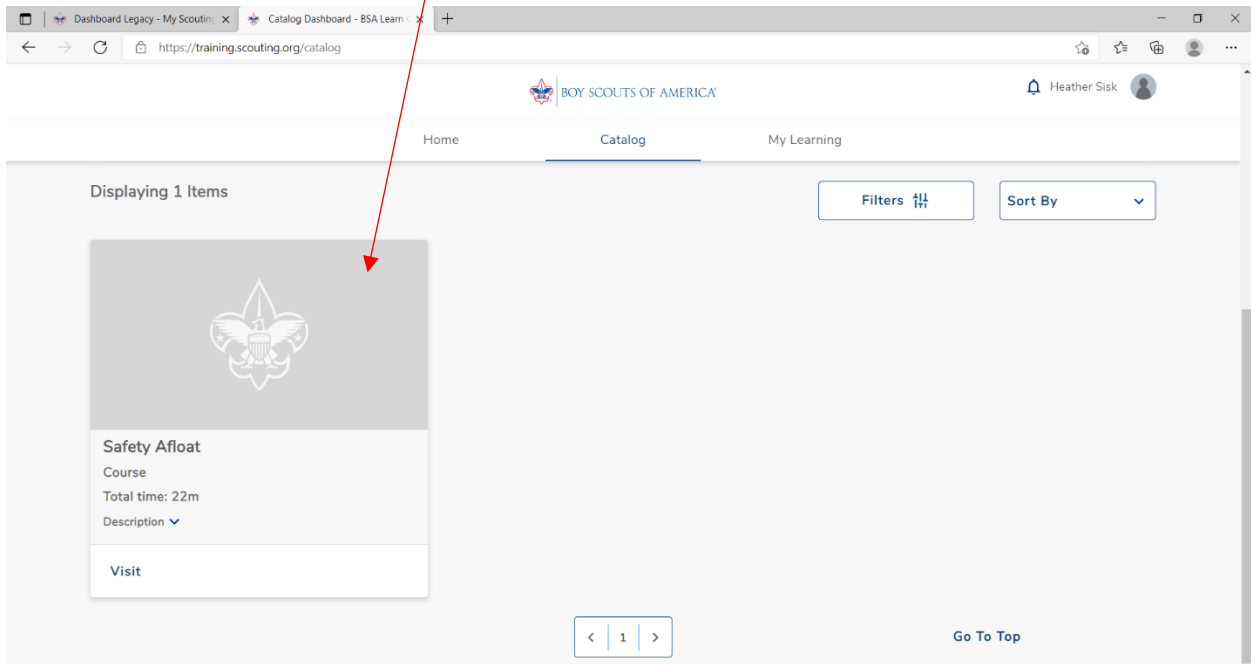 Dashboard Legacy - My Scouting
Catalog Dashboard - BSA Learn
https://training.scouting.org/catalog
BOY SCOUTS OF AMERICA
Heather Sisk
Home Catalog My Learning
Displaying 1 Items
Filters Sort By
Safety Afloat
Course
Total time: 22m
Description
Visit
1
Go To Top